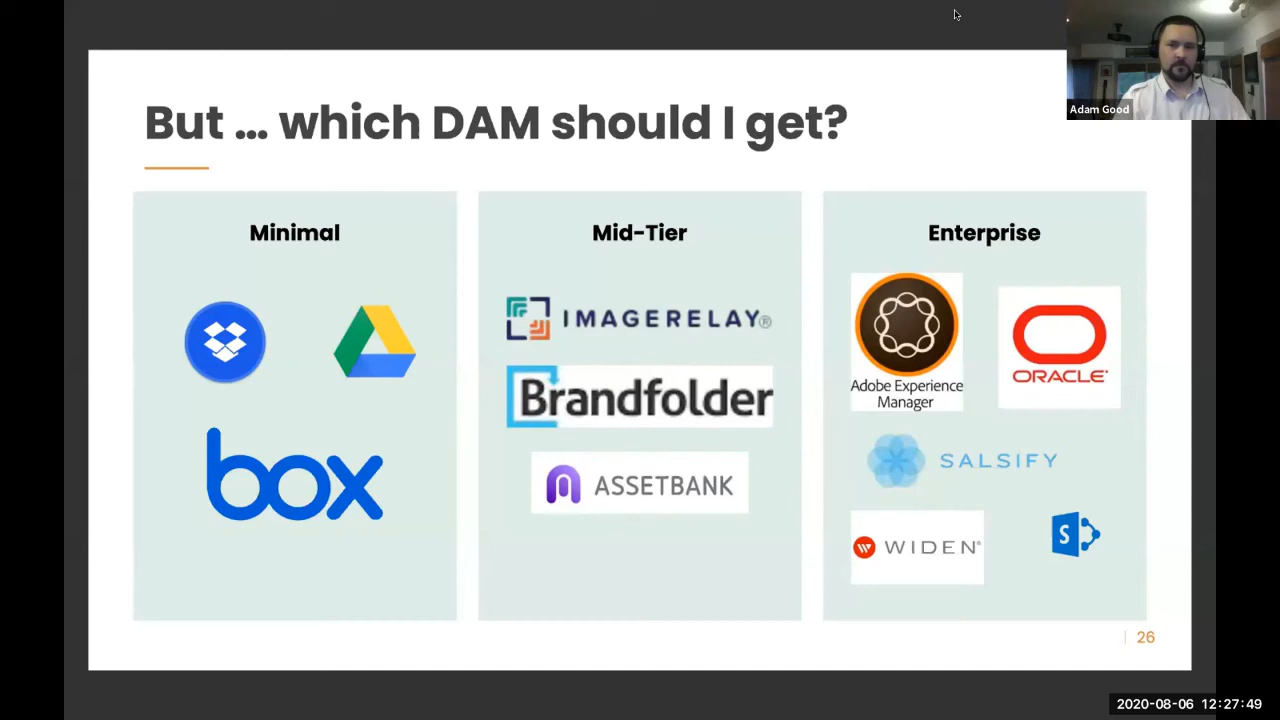 Adam Good
But ... which DAM should I get?
Minimal
box
Mid-Tier
IMAGERELAY®
Brandfolder
ASSETBANK
Enterprise
Adobe Experience
Manager
ORACLE®
SALSIFY
WIDEN®
S
26
2020-08-06 12:27:49